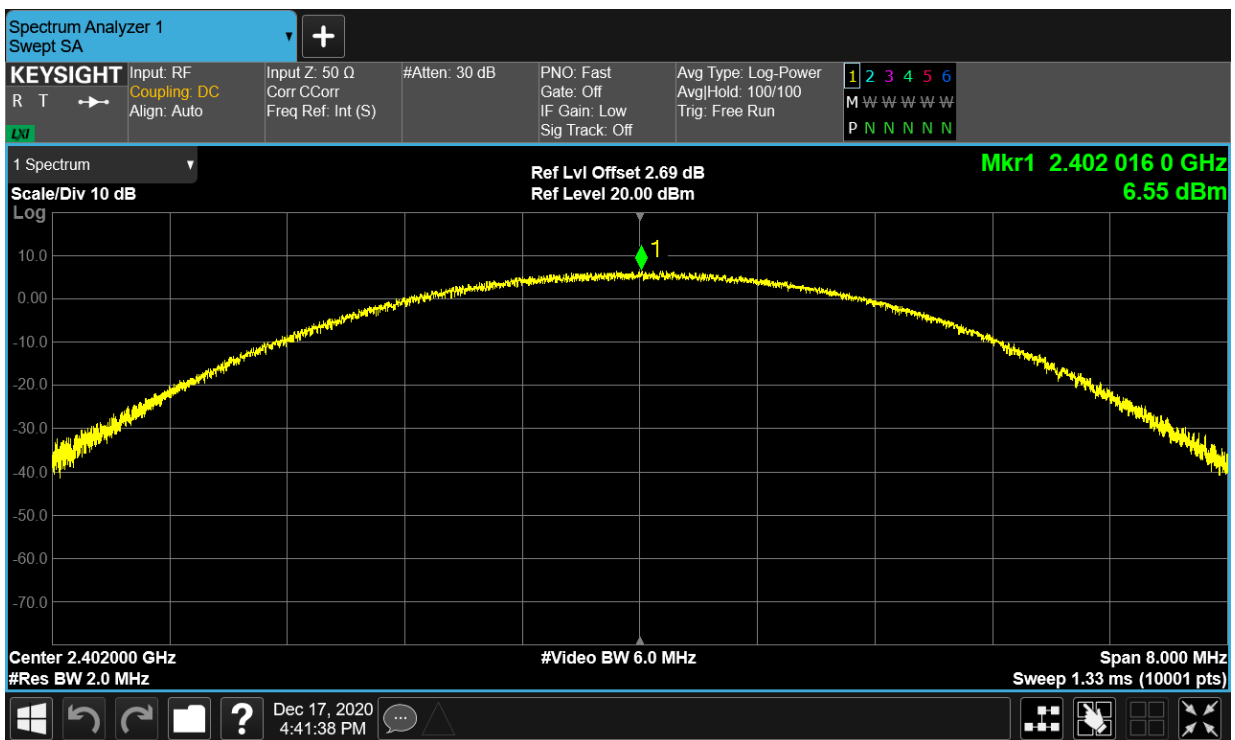 Spectrum Analyzer 1
Swept SA
KEYSIGHT
R T
LXI
Input: RF
Coupling: DC
Align: Auto
Input Z: 50 Ω
Corr CCorr
Freq Ref: Int (S)
#Atten: 30 dB
PNO: Fast
Gate: Off
IF Gain: Low
Sig Track: Off
Avg Type: Log-Power
Avg|Hold: 100/100
Trig: Free Run
1 2 3 4 5 6
M W W W W W
P N N N N N
1 Spectrum
Scale/Div 10 dB
Log
Ref Lvl Offset 2.69 dB
Ref Level 20.00 dBm
Mkr1 2.402 016 0 GHz
6.55 dBm
1
10.0
0.00
-10.0
-20.0
-30.0
-40.0
-50.0
-60.0
-70.0
Center 2.402000 GHz
#Video BW 6.0 MHz
Span 8.000 MHz
#Res BW 2.0 MHz
Sweep 1.33 ms (10001 pts)
?
Dec 17, 2020
4:41:38 PM